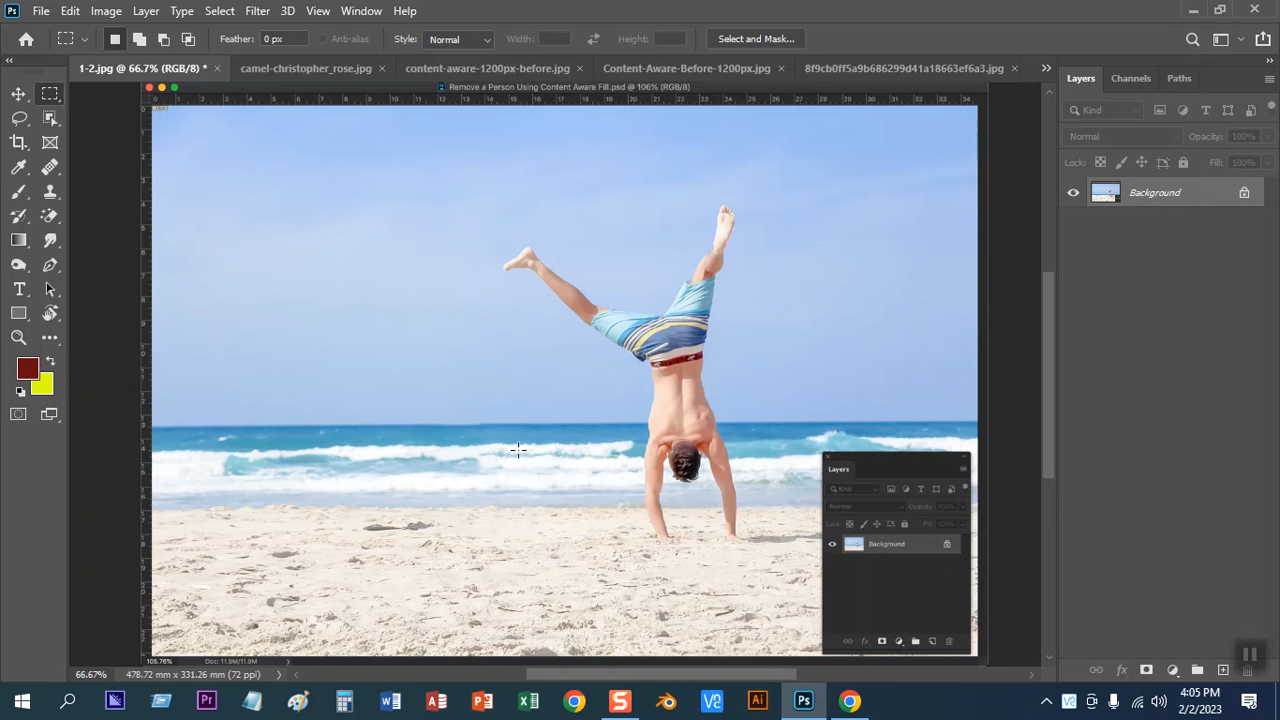 Ps File Edit Image Layer Type Select Filter 3D View Window Help
Feather: 0 px Anti-alias Style: Normal Width: Height: Select and Mask...
1-2.jpg @ 66.7% (RGB/8) * camel-christophe_rose.jpg content-aware-1200px-before.jpg Content-Aware-Before-1200px.jpg 8f9cb0ff5a9b686299d41a18663ef6a3.jpg
Remove a Person Using Content Aware Fill.psd @ 106% (RGB/8)
Layers Channels Paths
Kind
Normal Opacity: 100%
Lock: Fill: 100%
Background
Layers
Kind
Normal Opacity: 100%
Lock: Fill: 100%
Background
105.76% Doc: 11.9M/11.9M
66.67% 478.72 mm x 331.26 mm (72 ppi)
Pr Ps Ai
4:05 PM
2/2/2023